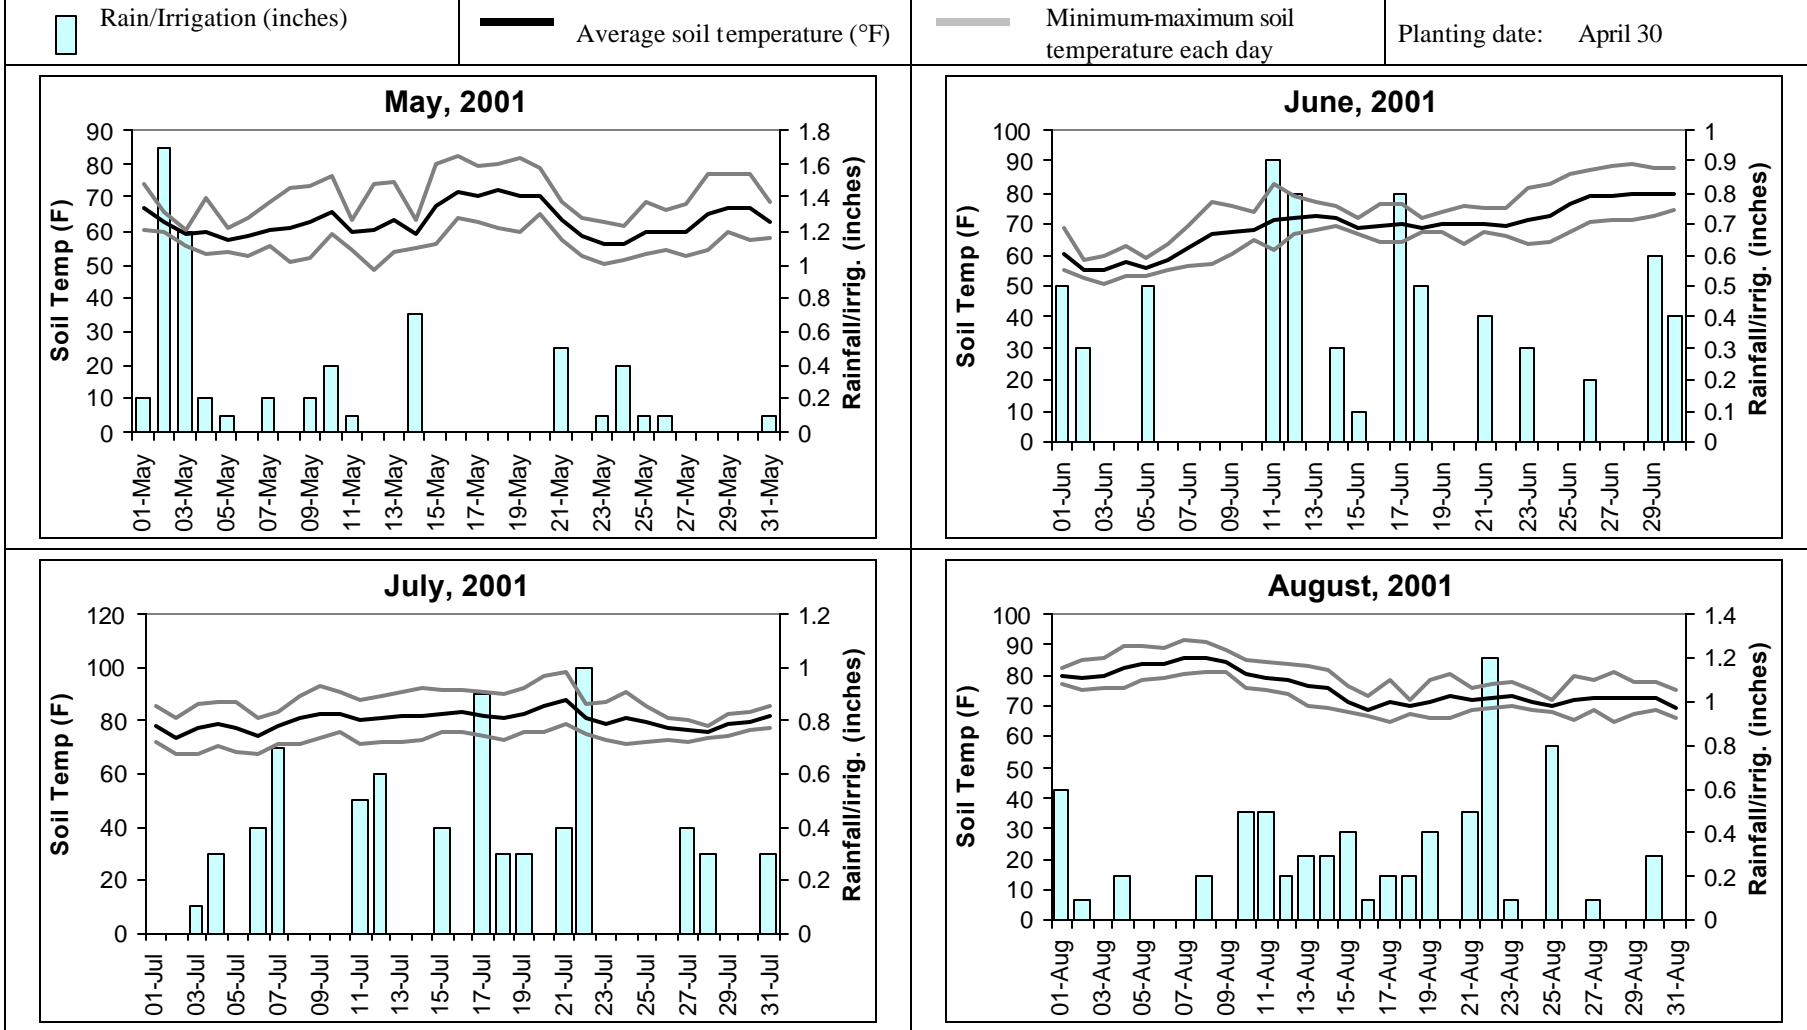 Rain/Irrigation (inches)
Average soil temperature (°F)
Minimum-maximum soil
temperature each day
Planting date: April 30
May, 2001
90
80
70
60
50
40
30
20
10
0
Soil Temp (F)
1.8
1.6
1.4
1.2
1
0.8
0.6
0.4
0.2
0
Rainfall/irrig. (inches)
01-May
03-May
05-May
07-May
09-May
11-May
13-May
15-May
17-May
19-May
21-May
23-May
25-May
27-May
29-May
31-May
June, 2001
100
90
80
70
60
50
40
30
20
10
0
Soil Temp (F)
1
0.9
0.8
0.7
0.6
0.5
0.4
0.3
0.2
0.1
0
Rainfall/irrig. (inches)
01-Jun
03-Jun
05-Jun
07-Jun
09-Jun
11-Jun
13-Jun
15-Jun
17-Jun
19-Jun
21-Jun
23-Jun
25-Jun
27-Jun
29-Jun
July, 2001
120
100
80
60
40
20
0
Soil Temp (F)
1.2
1
0.8
0.6
0.4
0.2
0
Rainfall/irrig. (inches)
01-Jul
03-Jul
05-Jul
07-Jul
09-Jul
11-Jul
13-Jul
15-Jul
17-Jul
19-Jul
21-Jul
23-Jul
25-Jul
27-Jul
29-Jul
31-Jul
August, 2001
100
90
80
70
60
50
40
30
20
10
0
Soil Temp (F)
1.4
1.2
1
0.8
0.6
0.4
0.2
0
Rainfall/irrig. (inches)
01-Aug
03-Aug
05-Aug
07-Aug
09-Aug
11-Aug
13-Aug
15-Aug
17-Aug
19-Aug
21-Aug
23-Aug
25-Aug
27-Aug
29-Aug
31-Aug